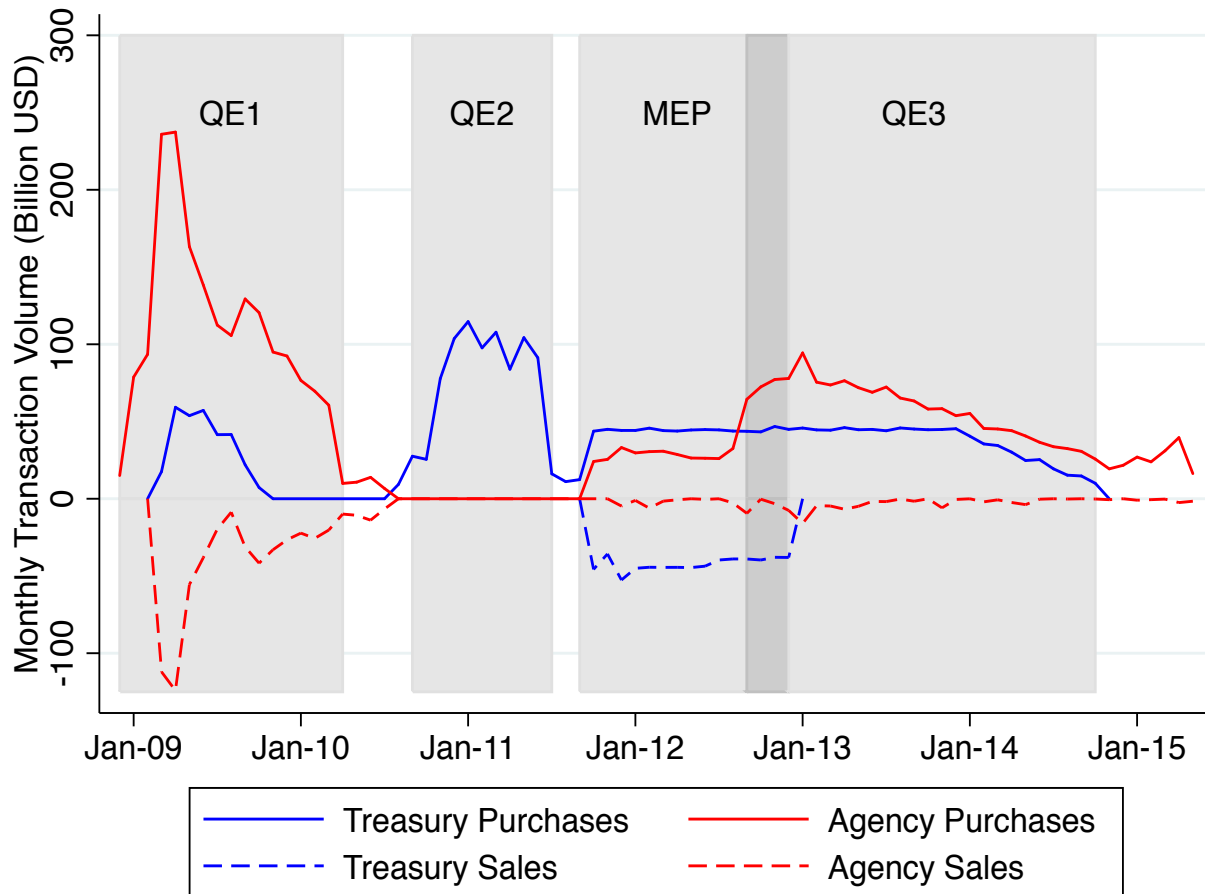 Monthly Transaction Volume (Billion USD)
300
200
100
0
-100
QE1
QE2
MEP
QE3
Jan-09
Jan-10
Jan-11
Jan-12
Jan-13
Jan-14
Jan-15
Treasury Purchases
Agency Purchases
Treasury Sales
Agency Sales